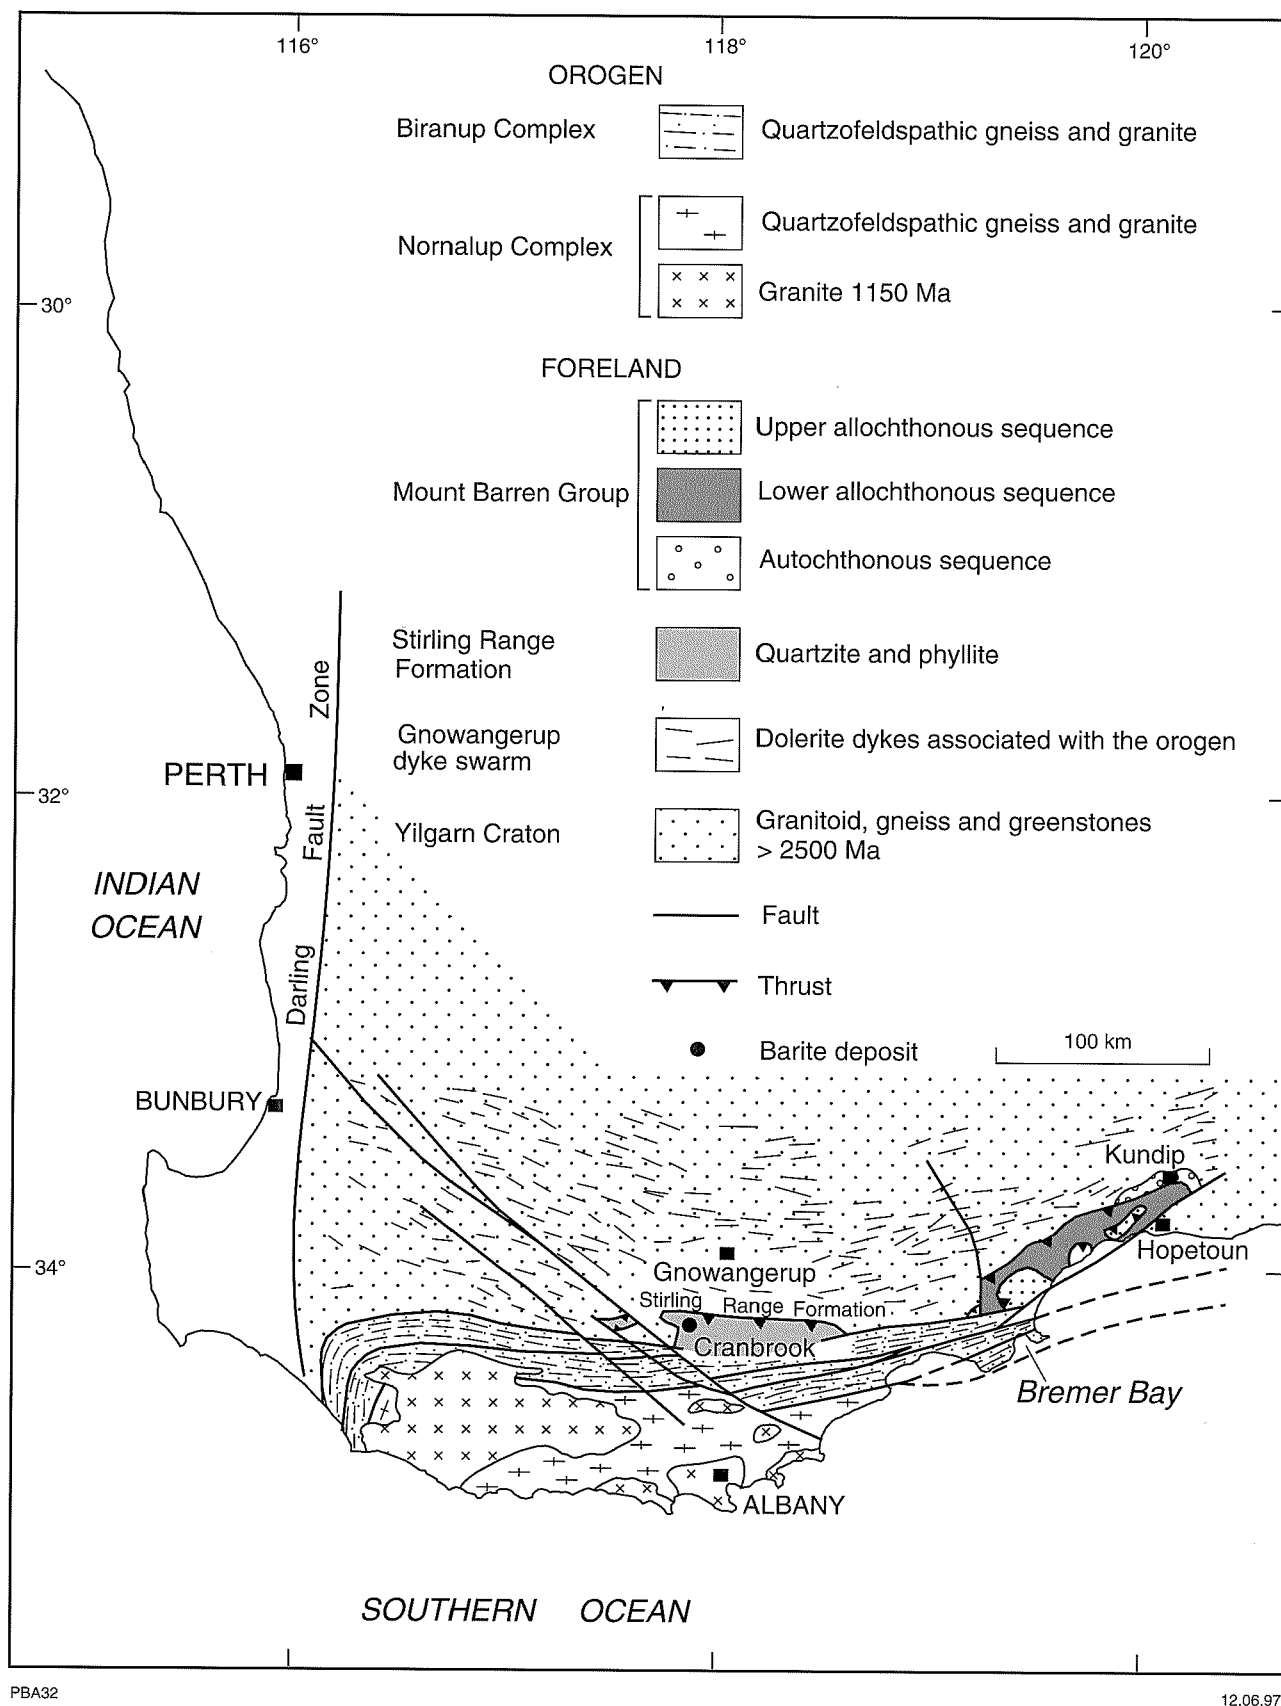 116°
118°
120°
OROGEN
Biranup Complex
Quartzofeldspathic gneiss and granite
Nornalup Complex
Quartzofeldspathic gneiss and granite
Granite 1150 Ma
30°
FORELAND
Mount Barren Group
Upper allochthonous sequence
Lower allochthonous sequence
Autochthonous sequence
Stirling Range
Formation
Quartzite and phyllite
Gnowangerup
dyke swarm
Dolerite dykes associated with the orogen
Yilgarn Craton
Granitoid, gneiss and greenstones
> 2500 Ma
Fault
Thrust
Barite deposit
100 km
Darling Fault Zone
PERTH
32°
INDIAN
OCEAN
BUNBURY
Kundip
Hopetoun
34°
Gnowangerup
Stirling Range Formation
Cranbrook
Bremer Bay
ALBANY
SOUTHERN OCEAN
PBA32
12.06.97